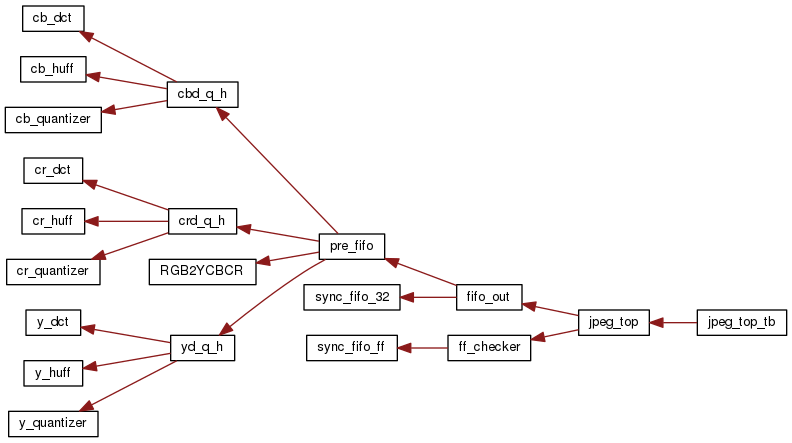 cb_dct
cb_huff
cbd_q_h
cb_quantizer
cr_dct
cr_huff
crd_q_h
cr_quantizer
RGB2YCBCR
pre_fifo
sync_fifo_32
fifo_out
y_dct
jpeg_top
jpeg_top_tb
yd_q_h
sync_fifo_ff
ff_checker
y_huff
y_quantizer